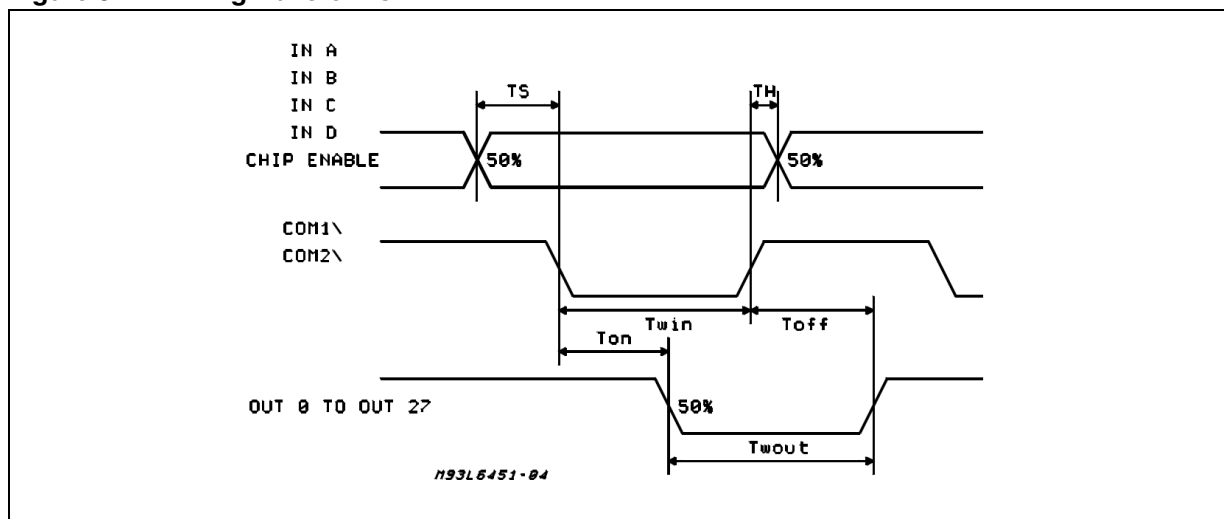 IN A
IN B
IN C
IN D
CHIP ENABLE
TS
TH
50%
50%
COM1\
COM2\
Twin
Toff
Ton
OUT 0 TO OUT 27
50%
Twout
M93L6451-04